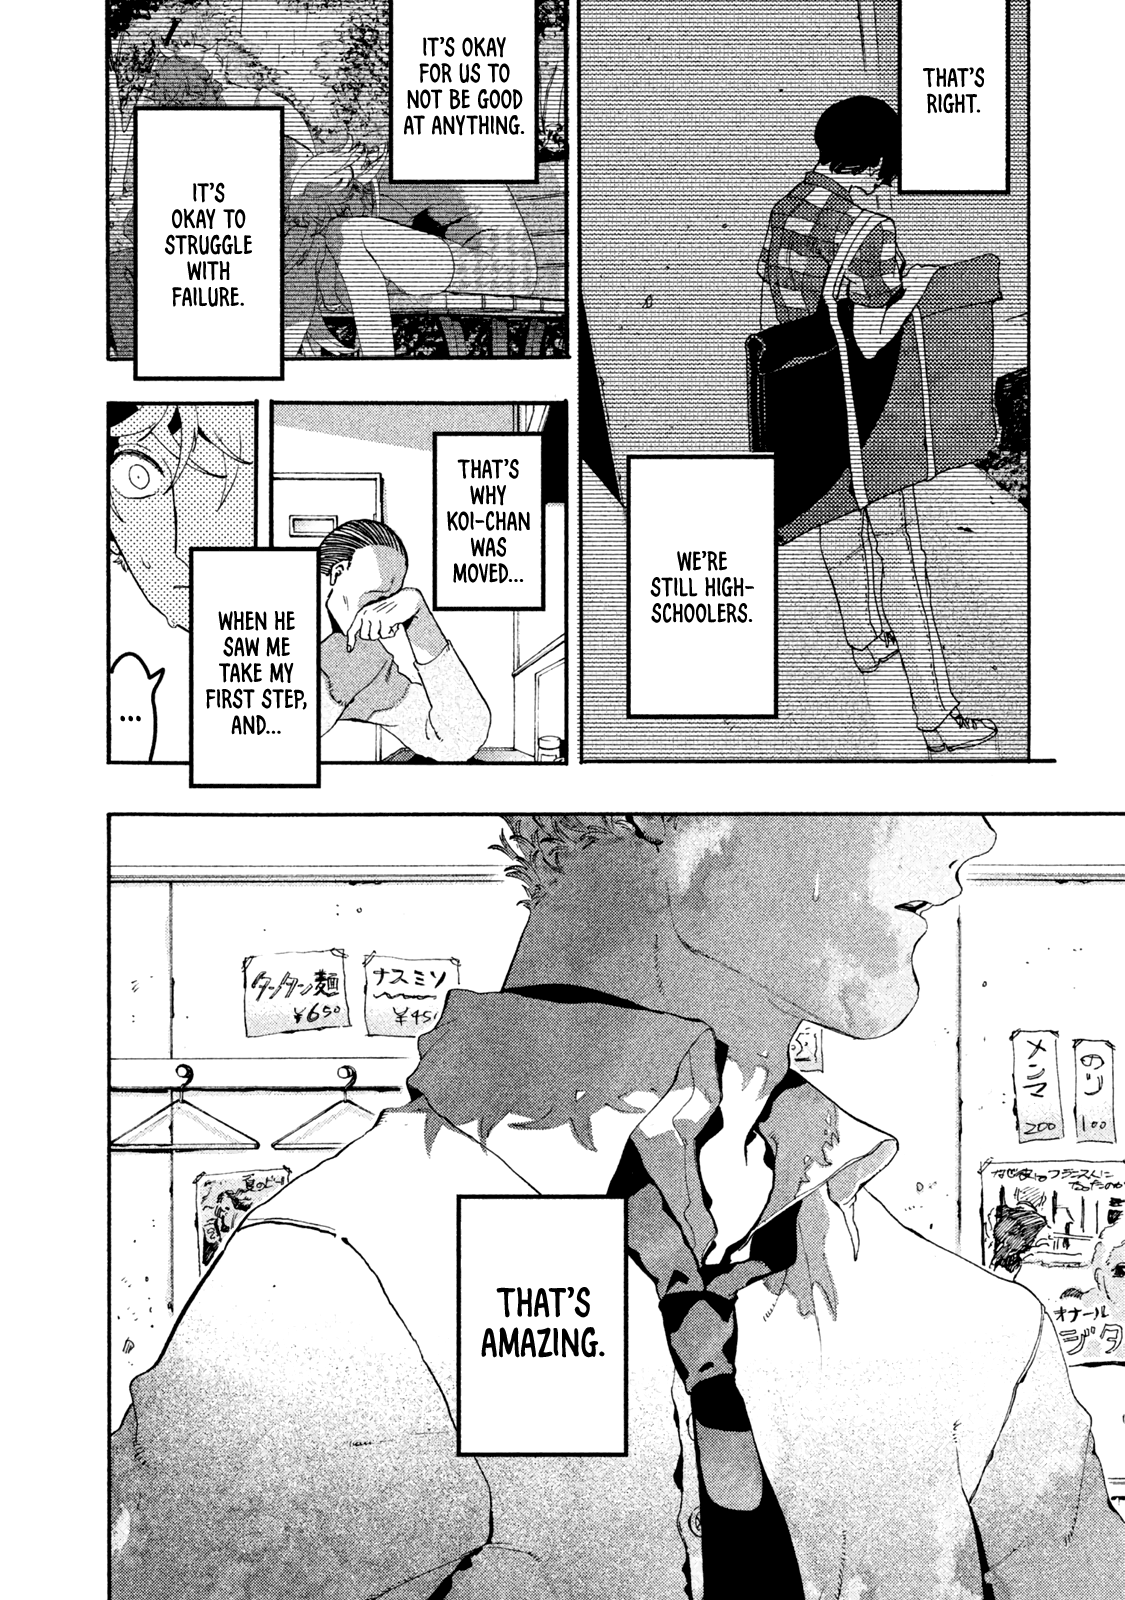 THAT'S
RIGHT.
WE'RE
STILL HIGH-
SCHOOLERS.
IT'S OKAY
FOR US TO
NOT BE GOOD
AT ANYTHING.
IT'S
OKAY TO
STRUGGLE
WITH
FAILURE.
THAT'S
WHY
KOI-CHAN
WAS
MOVED...
WHEN HE
SAW ME
TAKE MY
FIRST STEP,
AND...
...
タンタン麺
¥650
ナスミソ
¥450
メンマ
200
のり
100
THAT'S
AMAZING.